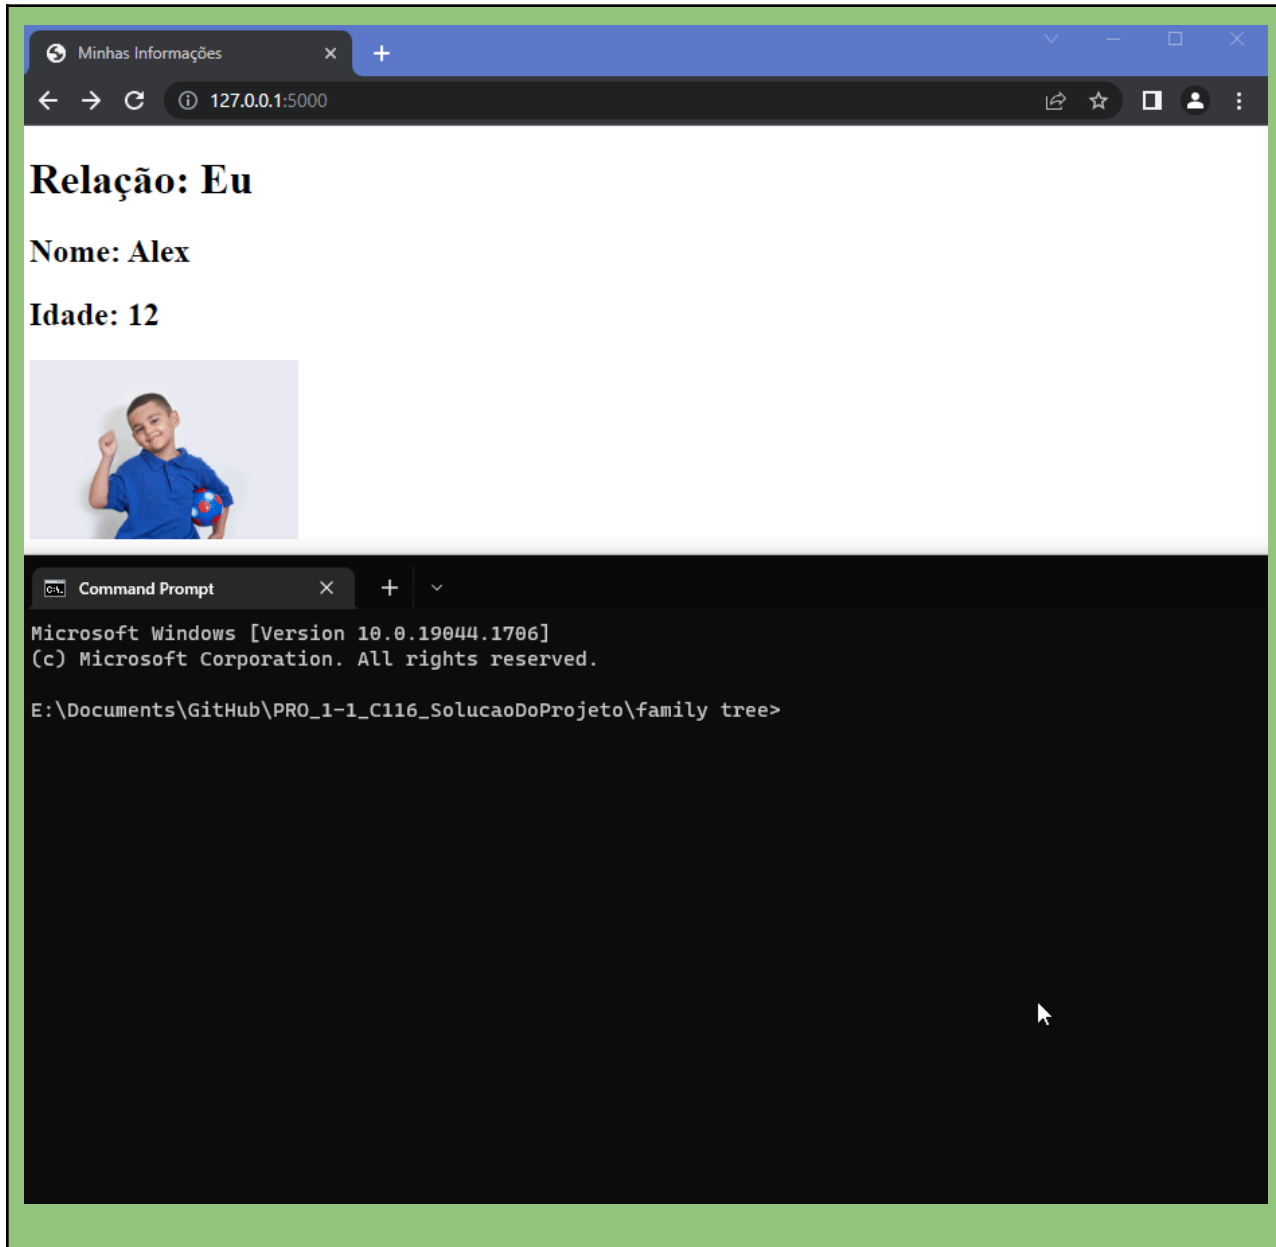 Minhas Informações
127.0.0.1:5000
Relação: Eu
Nome: Alex
Idade: 12
Command Prompt
Microsoft Windows [Version 10.0.19044.1706]
(c) Microsoft Corporation. All rights reserved.
E:\Documents\GitHub\PRO_1-1_C116_SolucaoDoProjeto\family tree>